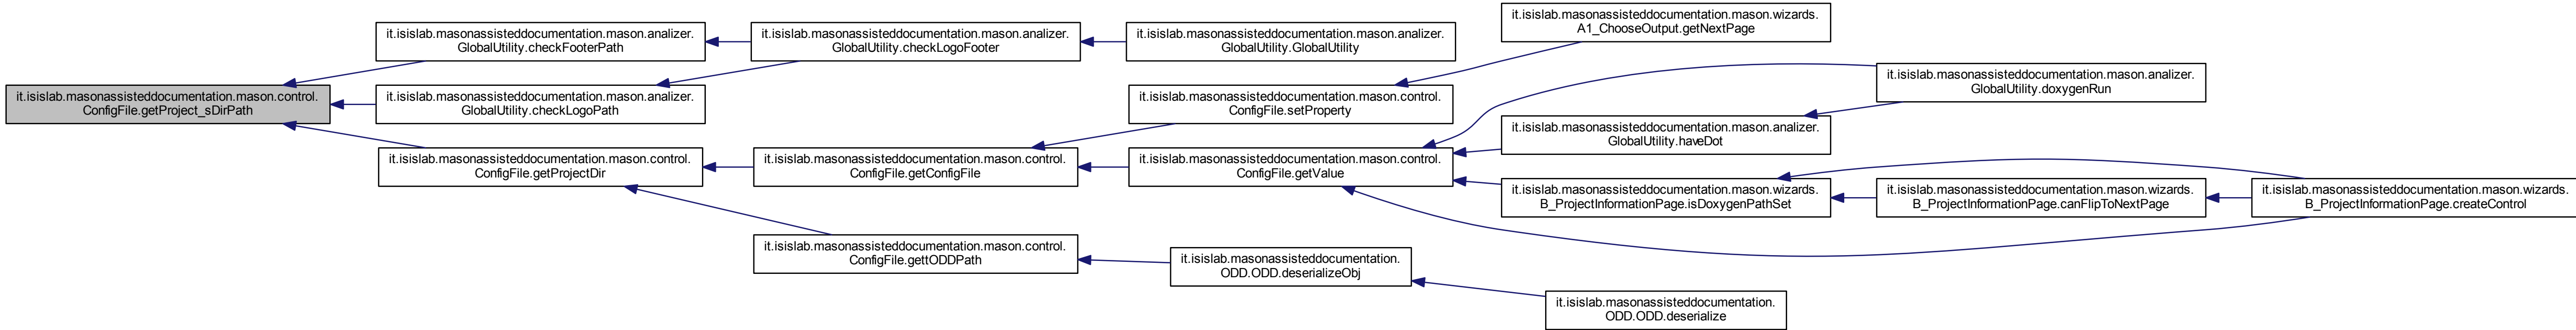 it.isislab.masonassisteddocumentation.mason.control.
ConfigFile.getProject_sDirPath
it.isislab.masonassisteddocumentation.mason.analizer.
GlobalUtility.checkFooterPath
it.isislab.masonassisteddocumentation.mason.analizer.
GlobalUtility.checkLogoFooter
it.isislab.masonassisteddocumentation.mason.analizer.
GlobalUtility.GlobalUtility
it.isislab.masonassisteddocumentation.mason.analizer.
GlobalUtility.checkLogoPath
it.isislab.masonassisteddocumentation.mason.control.
ConfigFile.getProjectDir
it.isislab.masonassisteddocumentation.mason.control.
ConfigFile.getConfigFile
it.isislab.masonassisteddocumentation.mason.control.
ConfigFile.setProperty
it.isislab.masonassisteddocumentation.mason.wizards.
A1_ChooseOutput.getNextPage
it.isislab.masonassisteddocumentation.mason.control.
ConfigFile.getValue
it.isislab.masonassisteddocumentation.mason.analizer.
GlobalUtility.doxygenRun
it.isislab.masonassisteddocumentation.mason.analizer.
GlobalUtility.haveDot
it.isislab.masonassisteddocumentation.mason.wizards.
B_ProjectInformationPage.isDoxygenPathSet
it.isislab.masonassisteddocumentation.mason.wizards.
B_ProjectInformationPage.canFlipToNextPage
it.isislab.masonassisteddocumentation.mason.wizards.
B_ProjectInformationPage.createControl
it.isislab.masonassisteddocumentation.mason.control.
ConfigFile.gettODDPath
it.isislab.masonassisteddocumentation.
ODD.ODD.deserializeObj
it.isislab.masonassisteddocumentation.
ODD.ODD.deserialize